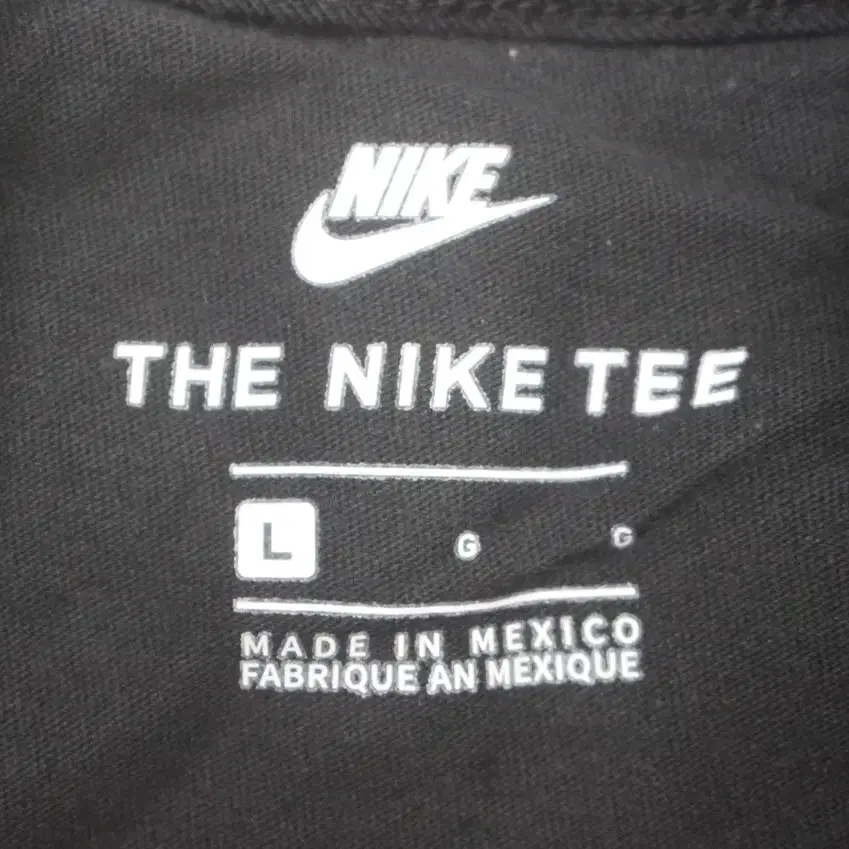 NIKE
THE NIKE TEE
L G G
MADE IN MEXICO
FABRIQUE AN MEXIQUE